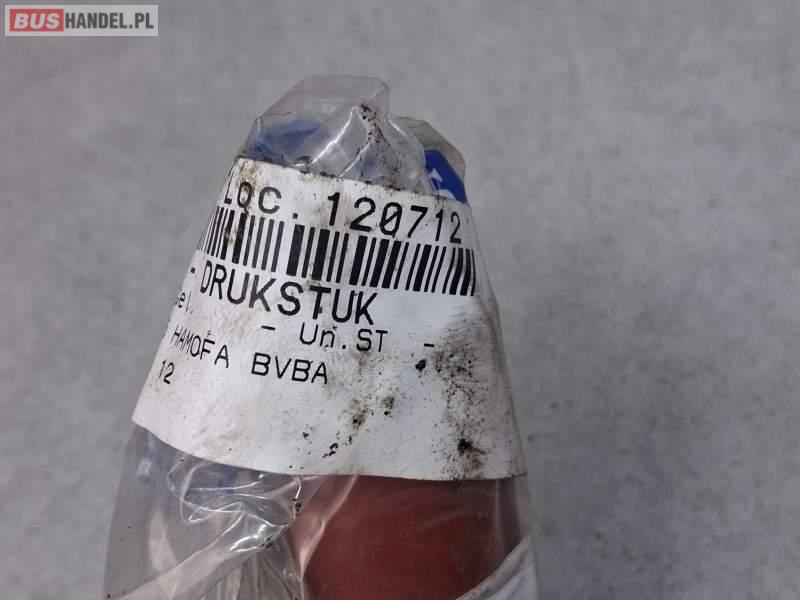 BUSHANDEL.PL
LOC. 120712
- DRUKSTUK
- Un.ST -
HAMOFA BVBA
12